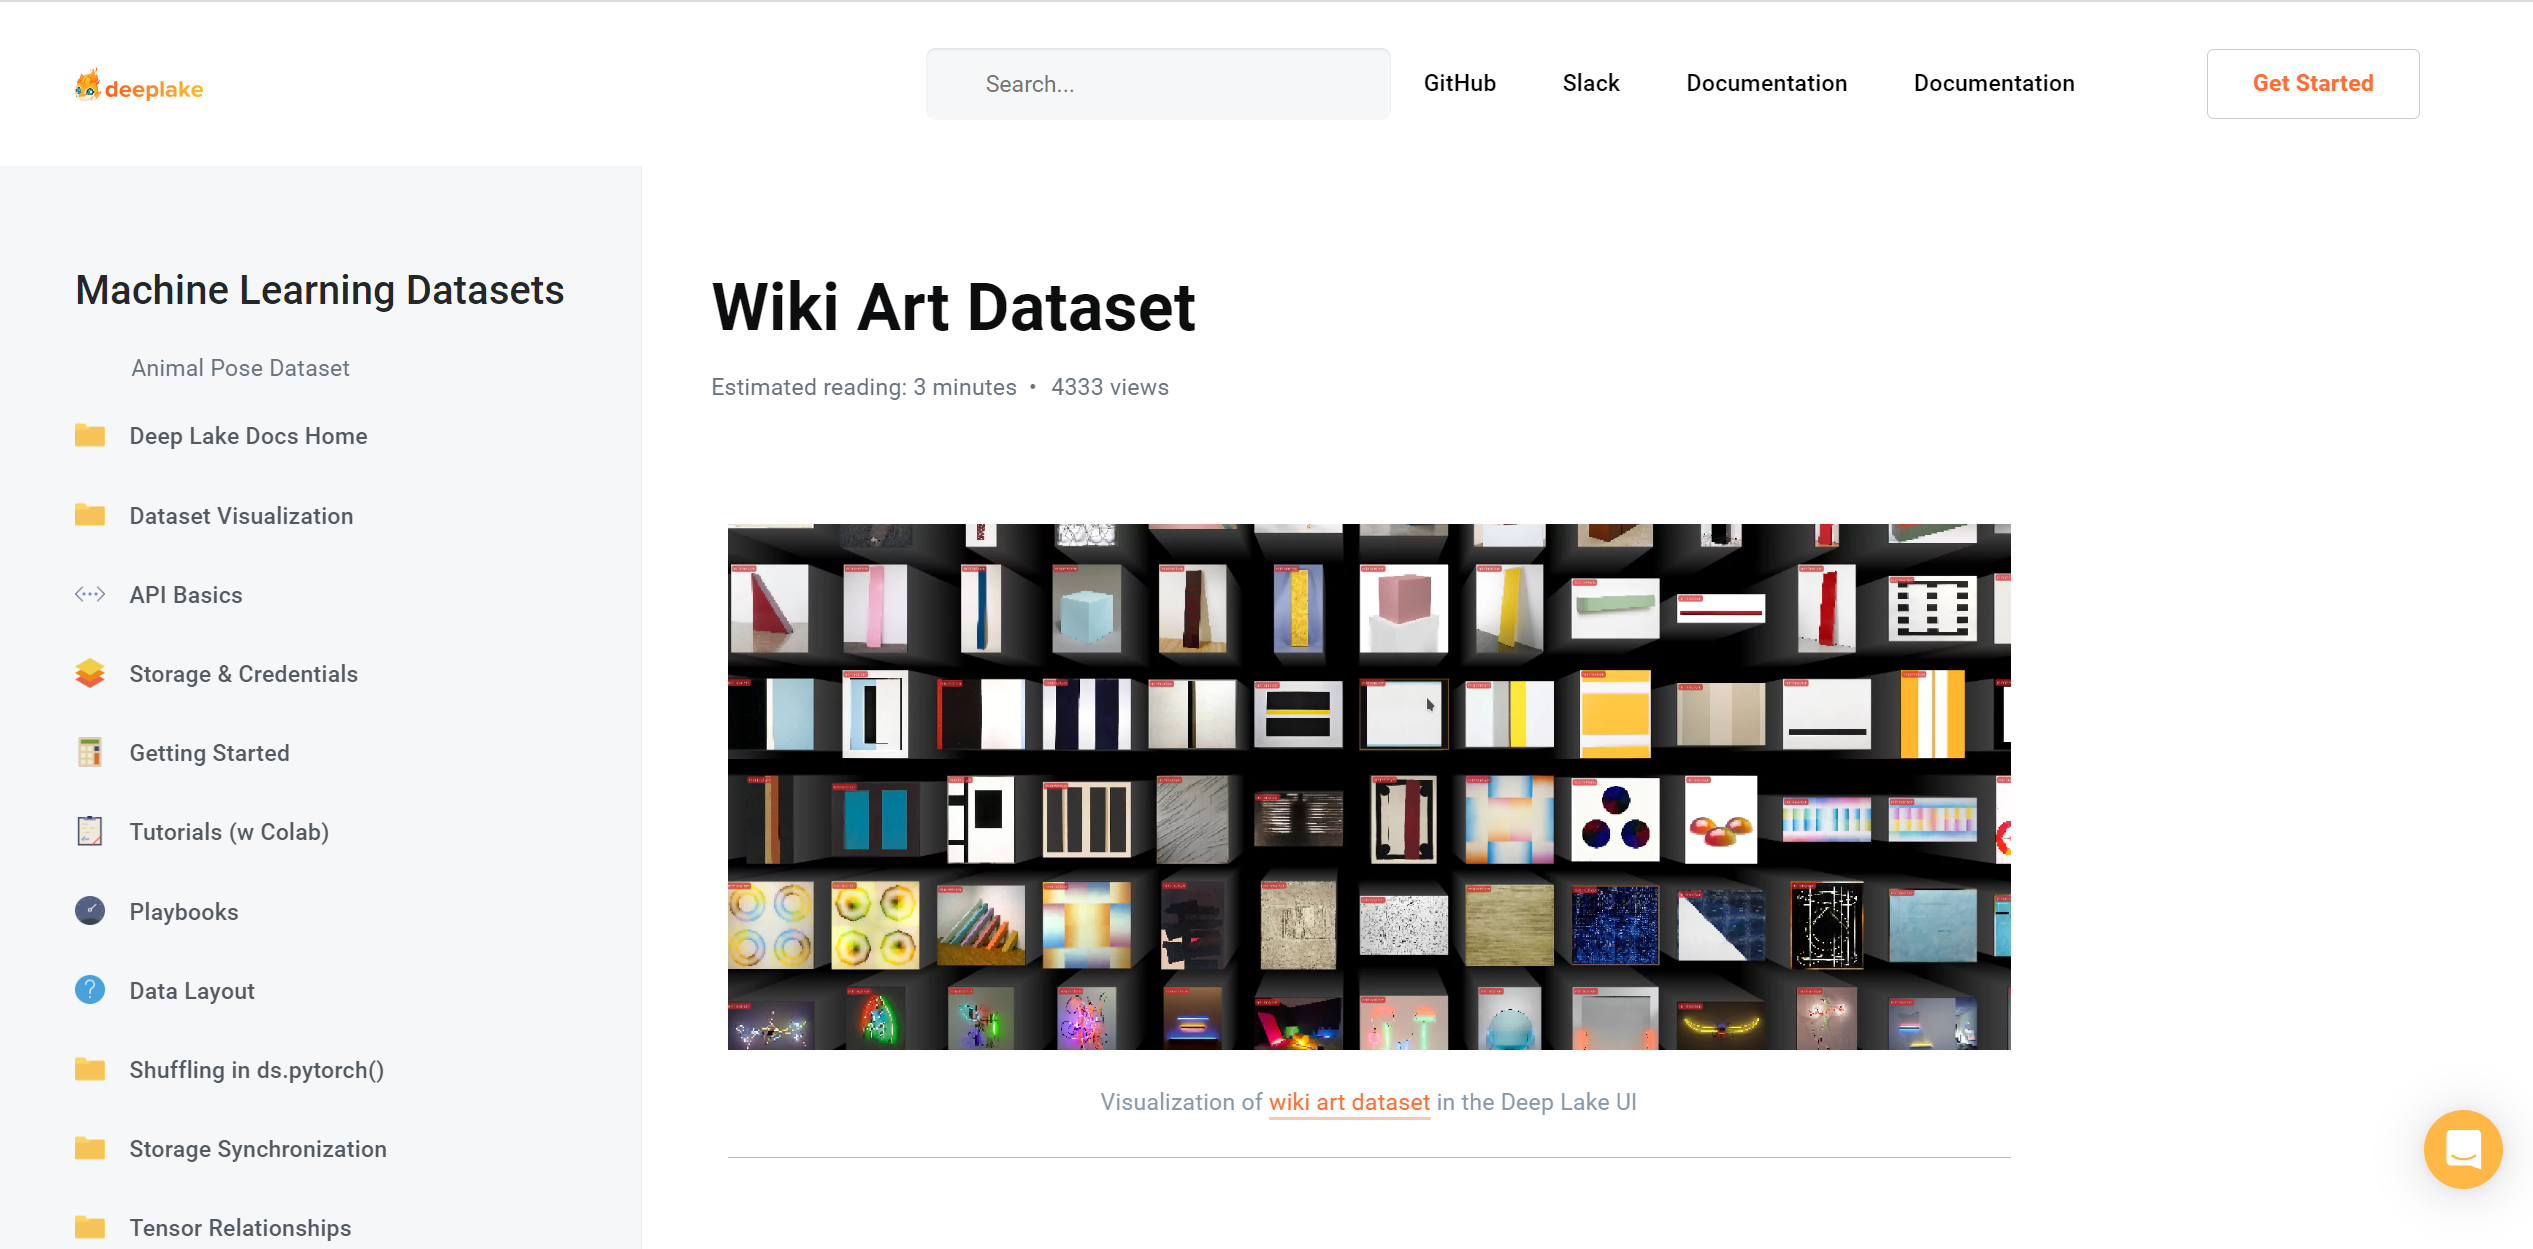 deeplake
Search...
GitHub
Slack
Documentation
Documentation
Get Started
Machine Learning Datasets
Animal Pose Dataset
Deep Lake Docs Home
Dataset Visualization
API Basics
Storage & Credentials
Getting Started
Tutorials (w Colab)
Playbooks
Data Layout
Shuffling in ds.pytorch()
Storage Synchronization
Tensor Relationships
Wiki Art Dataset
Estimated reading: 3 minutes • 4333 views
Visualization of wiki art dataset in the Deep Lake UI